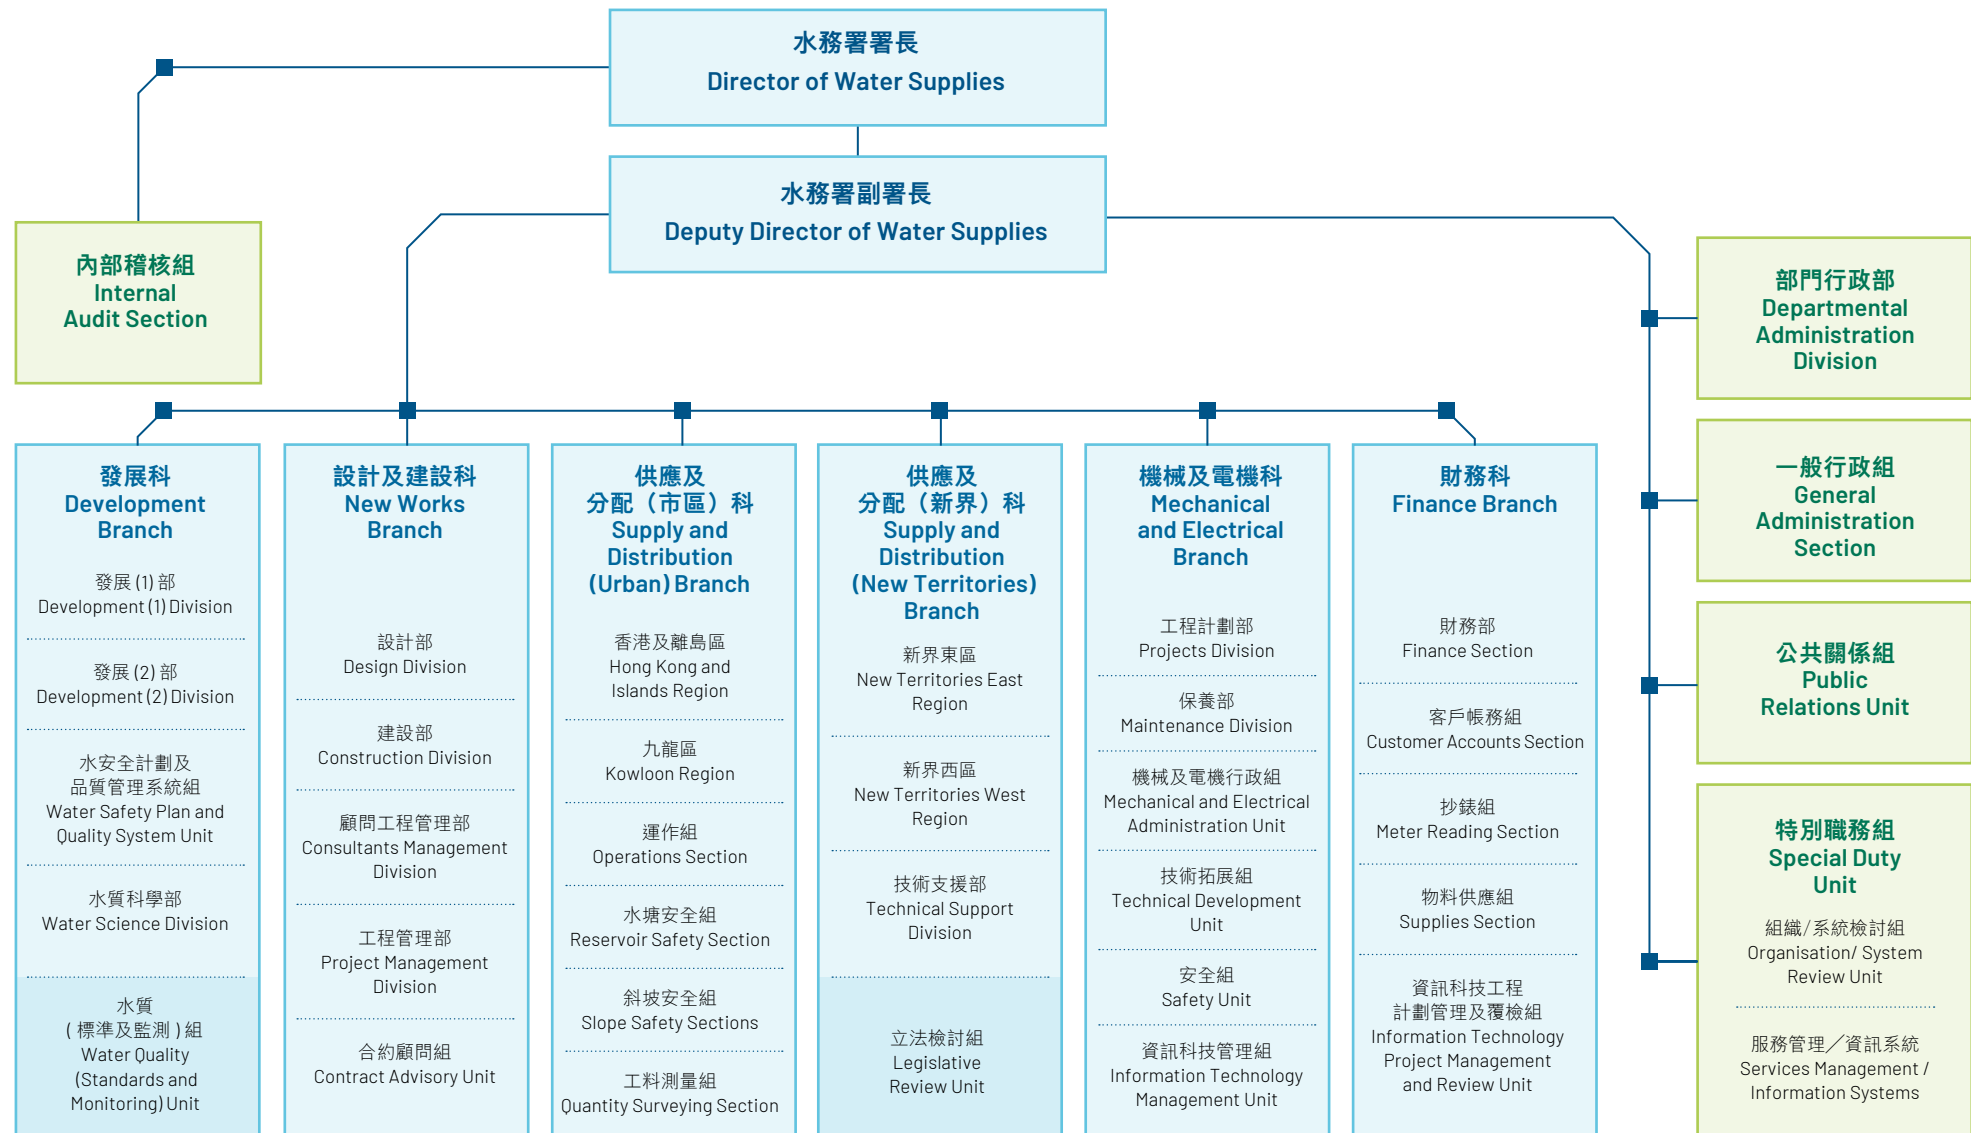 水務署署長
Director of Water Supplies
水務署副署長
Deputy Director of Water Supplies
內部稽核組
Internal
Audit Section
部門行政部
Departmental
Administration
Division
一般行政組
General
Administration
Section
公共關係組
Public
Relations Unit
特別職務組
Special Duty
Unit
組織/系統檢討組
Organisation/ System
Review Unit
服務管理／資訊系統
Services Management /
Information Systems
發展科
Development
Branch
發展 (1) 部
Development (1) Division
發展 (2) 部
Development (2) Division
水安全計劃及
品質管理系統組
Water Safety Plan and
Quality System Unit
水質科學部
Water Science Division
水質
( 標準及監測 ) 組
Water Quality
(Standards and
Monitoring) Unit
設計及建設科
New Works
Branch
設計部
Design Division
建設部
Construction Division
顧問工程管理部
Consultants Management
Division
工程管理部
Project Management
Division
合約顧問組
Contract Advisory Unit
供應及
分配（市區）科
Supply and
Distribution
(Urban) Branch
香港及離島區
Hong Kong and
Islands Region
九龍區
Kowloon Region
運作組
Operations Section
水塘安全組
Reservoir Safety Section
斜坡安全組
Slope Safety Sections
工料測量組
Quantity Surveying Section
供應及
分配（新界）科
Supply and
Distribution
(New Territories)
Branch
新界東區
New Territories East
Region
新界西區
New Territories West
Region
技術支援部
Technical Support
Division
立法檢討組
Legislative
Review Unit
機械及電機科
Mechanical
and Electrical
Branch
工程計劃部
Projects Division
保養部
Maintenance Division
機械及電機行政組
Mechanical and Electrical
Administration Unit
技術拓展組
Technical Development
Unit
安全組
Safety Unit
資訊科技管理組
Information Technology
Management Unit
財務科
Finance Branch
財務部
Finance Section
客戶帳務組
Customer Accounts Section
抄錶組
Meter Reading Section
物料供應組
Supplies Section
資訊科技工程
計劃管理及覆檢組
Information Technology
Project Management
and Review Unit